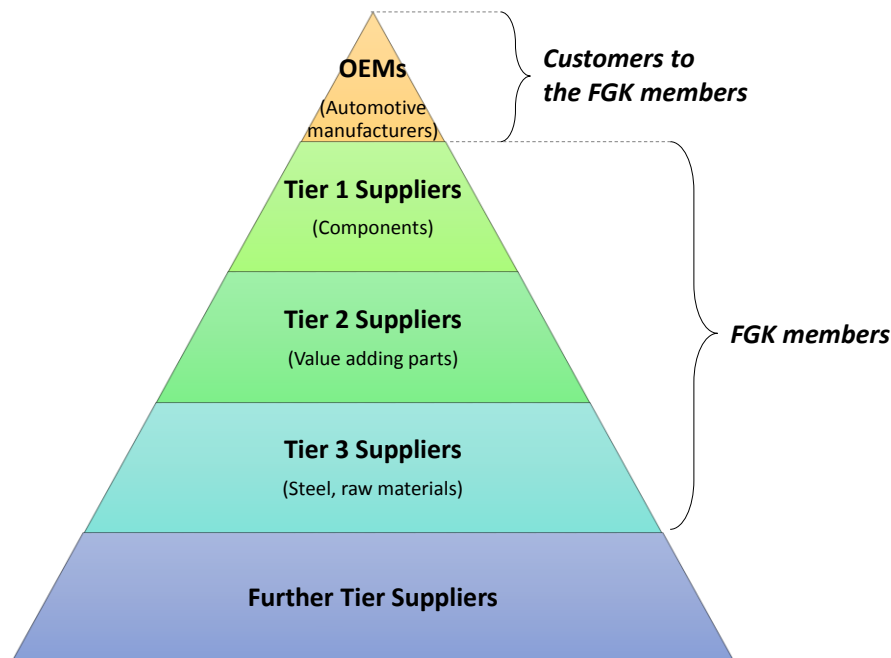 OEMs
(Automotive
manufacturers)
Customers to
the FGK members
Tier 1 Suppliers
(Components)
Tier 2 Suppliers
(Value adding parts)
FGK members
Tier 3 Suppliers
(Steel, raw materials)
Further Tier Suppliers